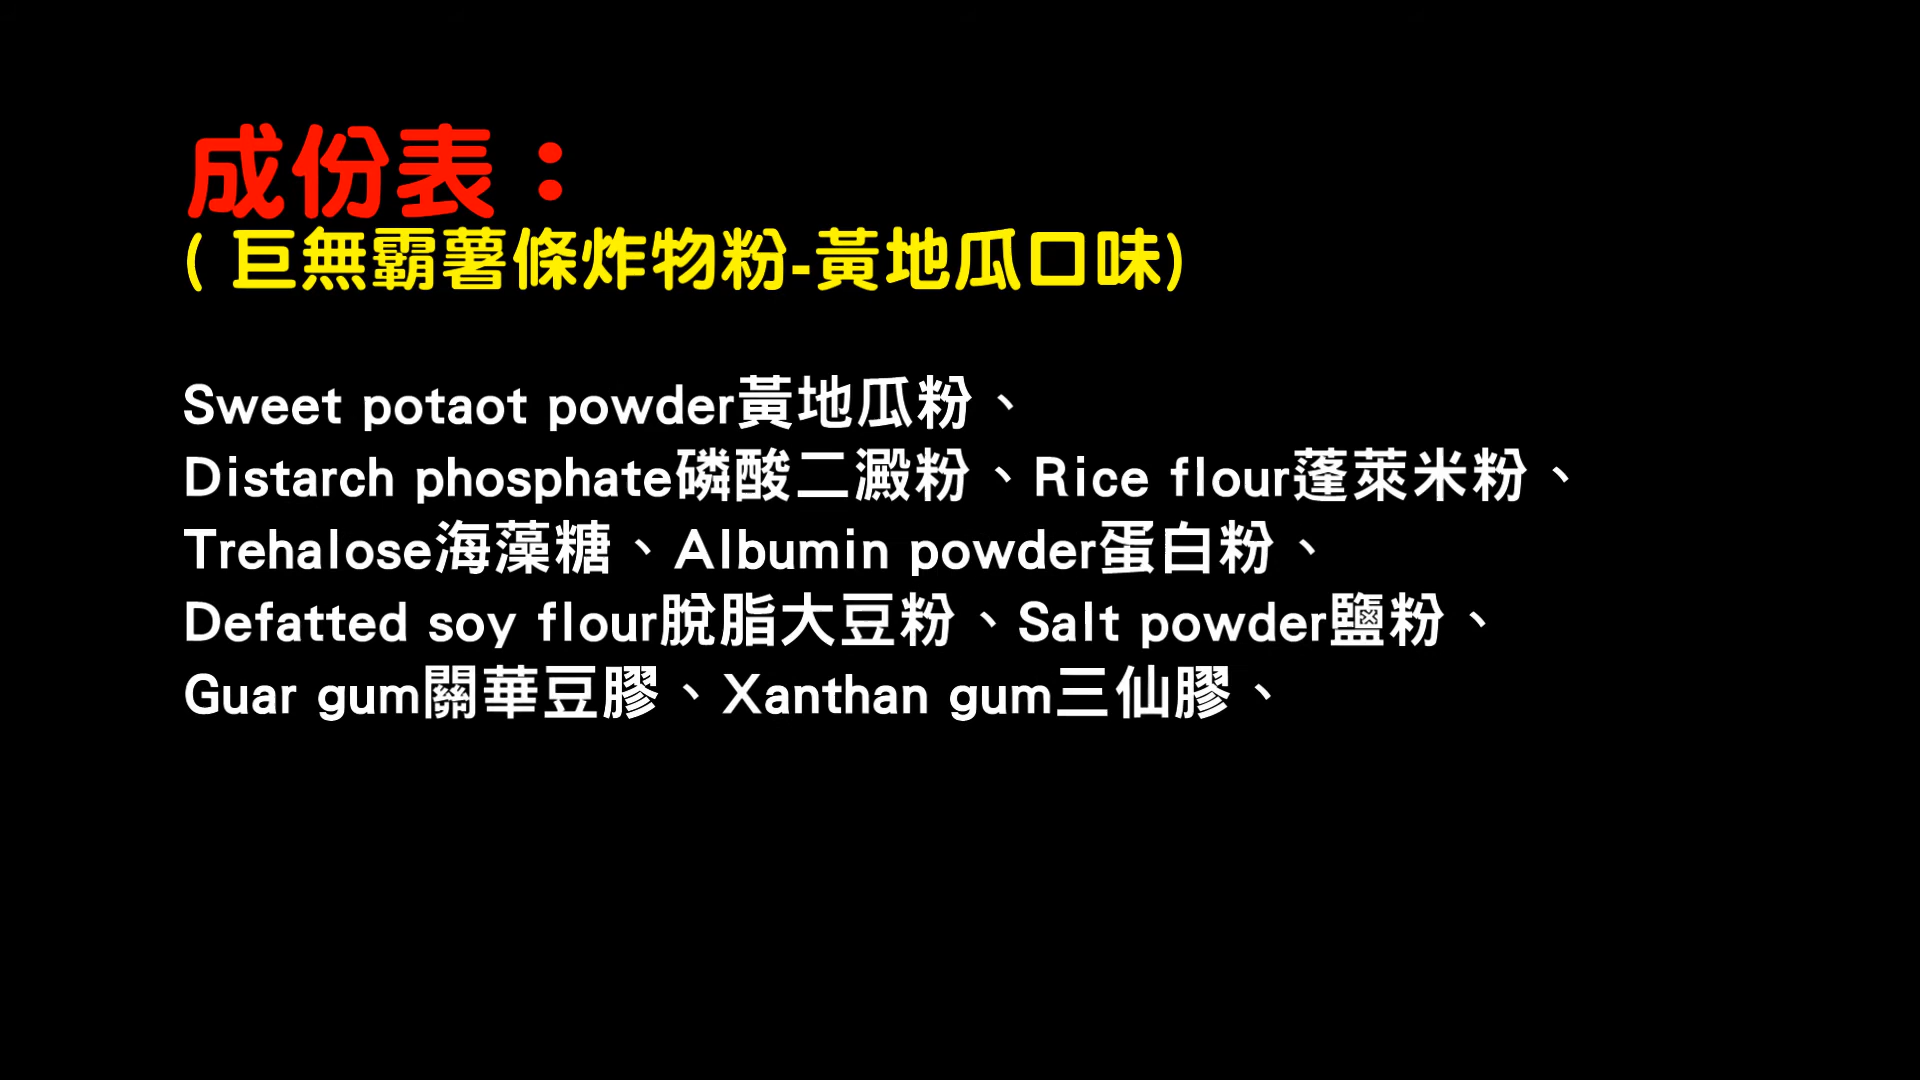 成份表：
( 巨無霸薯條炸物粉-黃地瓜口味)
Sweet potaot powder黃地瓜粉、
Distarch phosphate磷酸二澱粉、Rice flour蓬萊米粉、
Trehalose海藻糖、Albumin powder蛋白粉、
Defatted soy flour脫脂大豆粉、Salt powder鹽粉、
Guar gum關華豆膠、Xanthan gum三仙膠、